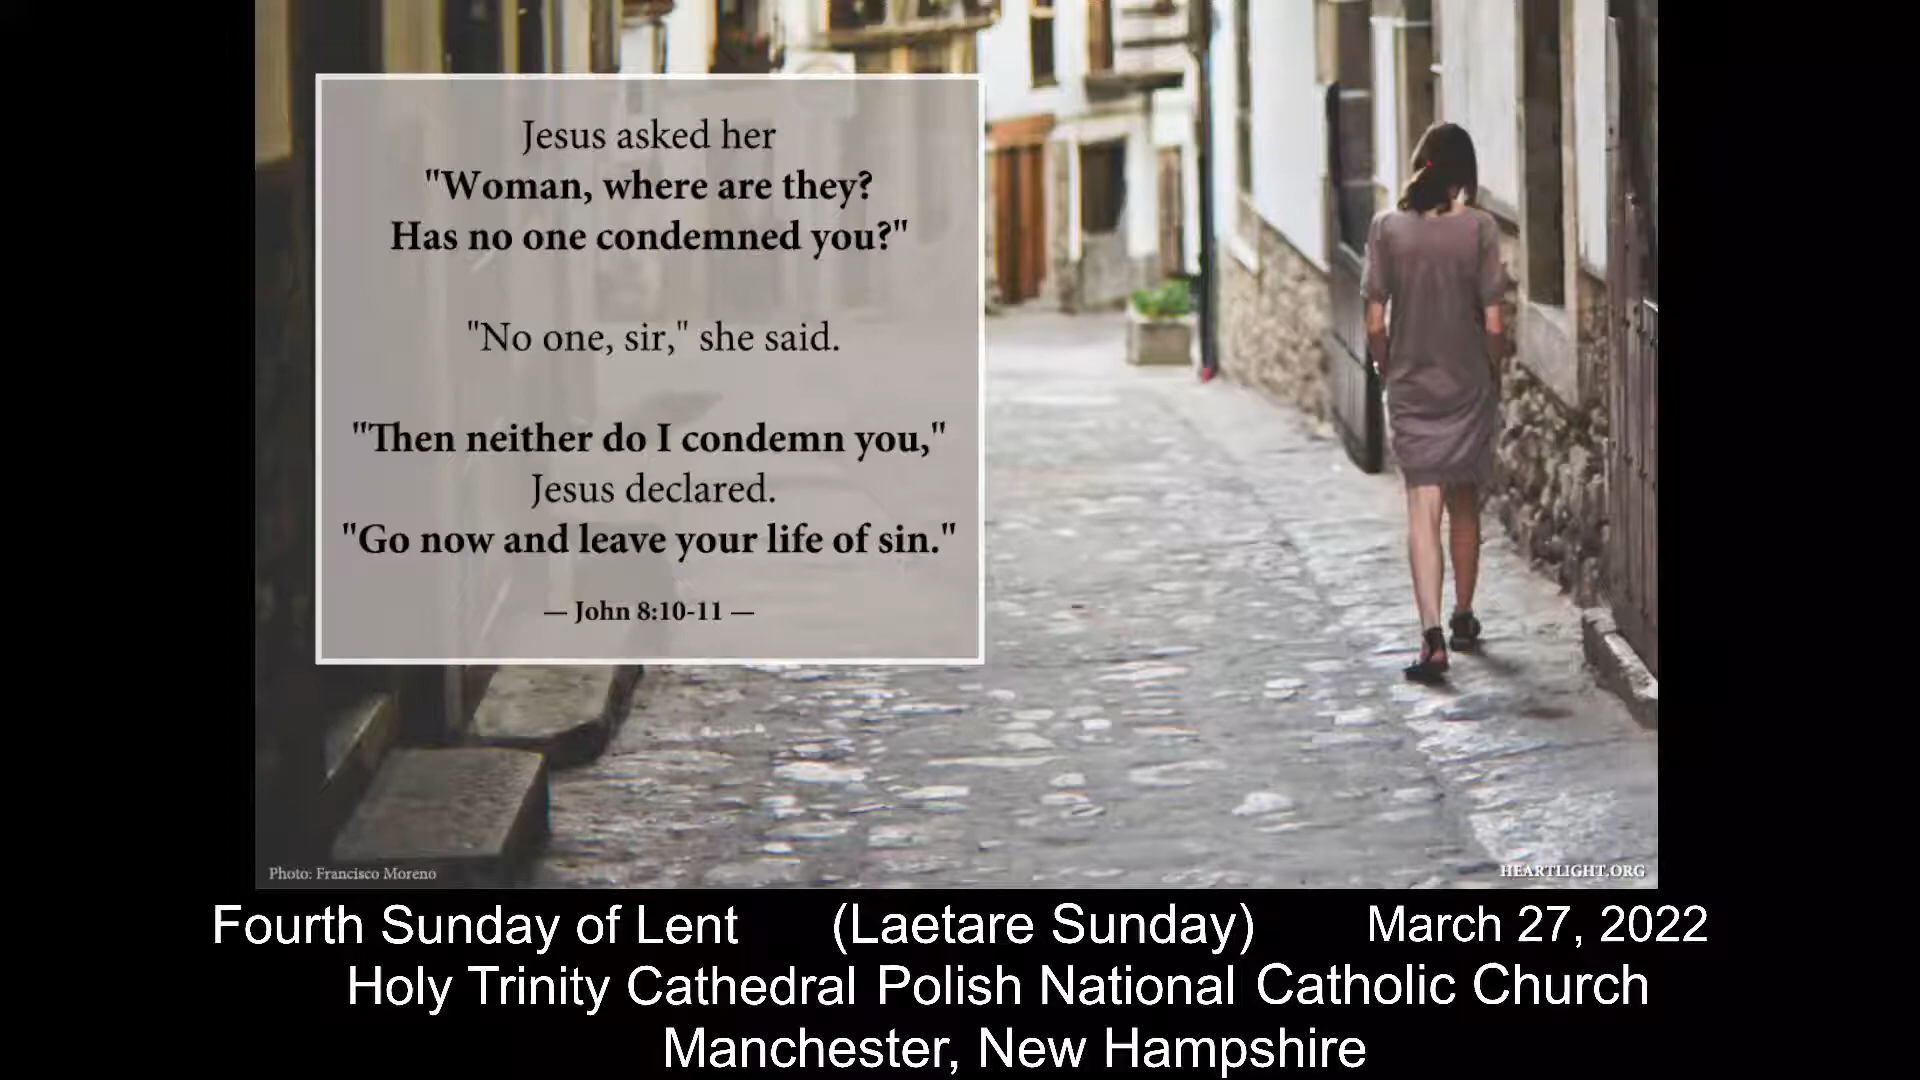 Jesus asked her
"Woman, where are they?
Has no one condemned you?"
"No one, sir," she said.
"Then neither do I condemn you,"
Jesus declared.
"Go now and leave your life of sin."
— John 8:10-11 —
Photo: Francisco Moreno
HEARTLIGHT.ORG
Fourth Sunday of Lent (Laetare Sunday) March 27, 2022
Holy Trinity Cathedral Polish National Catholic Church
Manchester, New Hampshire